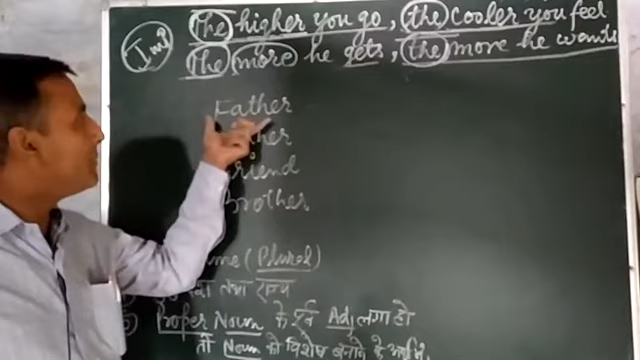 Imp The higher you go, the cooler you feel
The more he gets, the more he wants
Father
Friend
Brother
(Plural)
तथा राज्य
Proper Noun के पूर्व Adj लगा हो
तो Noun को विशेष बनाने के